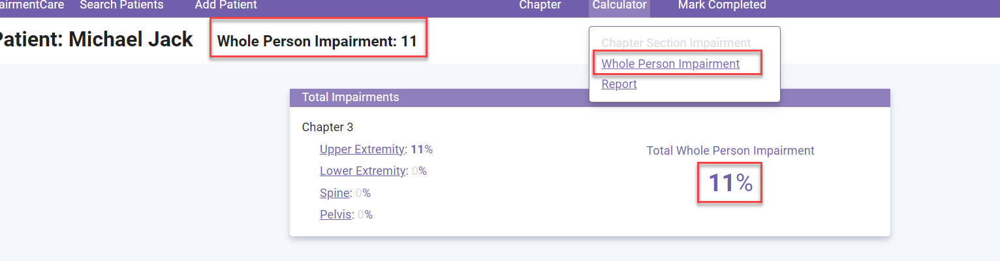 airmentCare Search Patients Add Patient Chapter Calculator Mark Completed
Patient: Michael Jack Whole Person Impairment: 11
Chapter Section Impairment
Whole Person Impairment
Report
Total Impairments
Chapter 3
Upper Extremity: 11%
Lower Extremity: 0%
Spine: 0%
Pelvis: 0%
Total Whole Person Impairment
11%